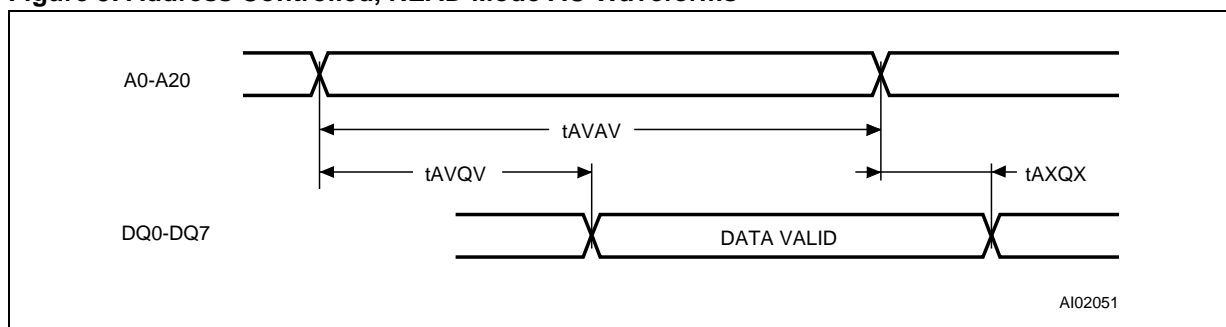 Figure 6. Address Controlled, READ Mode AC Waveforms
A0-A20
tAVAV
tAVQV
tAXQX
DQ0-DQ7
DATA VALID
AI02051